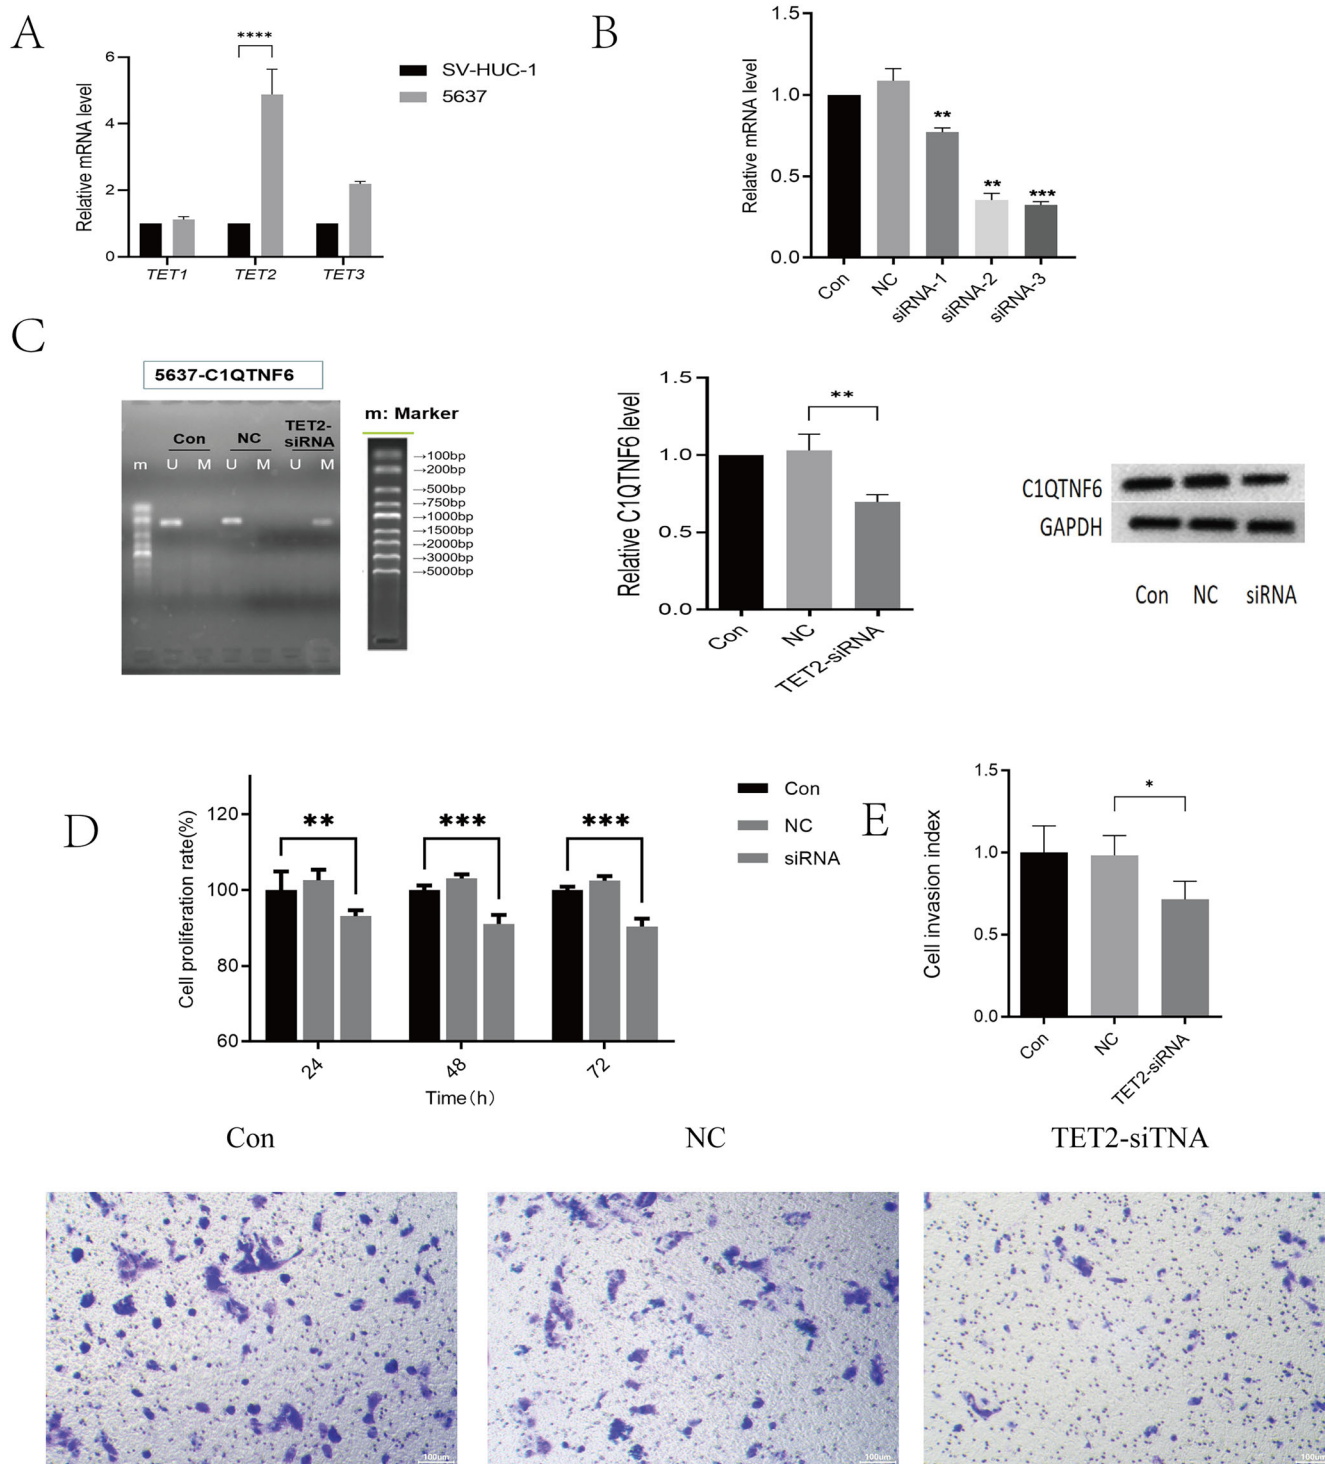 A
****
6
4
2
0
Relative mRNA level
TET1
TET2
TET3
SV-HUC-1
5637
B
1.5
1.0
0.5
0.0
Relative mRNA level
**
**
***
Con
NC
siRNA-1
siRNA-2
siRNA-3
C
5637-C1QTNF6
Con
NC
TET2-
siRNA
m U M U M U M
m: Marker
→100bp
→200bp
→500bp
→750bp
→1000bp
→1500bp
→2000bp
→3000bp
→5000bp
1.5
1.0
0.5
0.0
Relative C1QTNF6 level
**
Con
NC
TET2-siRNA
C1QTNF6
GAPDH
Con NC siRNA
D
120
100
80
60
Cell proliferation rate(%)
**
***
***
24
48
72
Time(h)
Con
NC
siRNA
E
1.5
1.0
0.5
0.0
Cell invasion index
*
Con
NC
TET2-siRNA
Con
NC
TET2-siTNA
100um
100um
100um